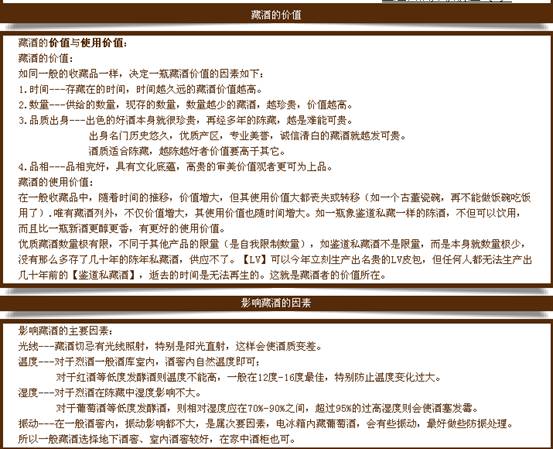 藏酒的价值
藏酒的价值与使用价值：
藏酒的价值：
如同一般的收藏品一样，决定一瓶藏酒价值的因素如下：
1.时间---存藏在的时间，时间越久远的藏酒价值越高。
2.数量---供给的数量，现存的数量，数量越少的藏酒，越珍贵，价值越高。
3.品质出身---出色的好酒本身就很珍贵，再经多年的陈藏，越是难能可贵。
出身名门历史悠久，优质产区，专业美誉，诚信清白的藏酒就越发可贵。
酒质适合陈藏，越陈越好者价值要高于其它。
4.品相---品相完好，具有文化底蕴，高贵的审美价值观者更可为上品。
藏酒的使用价值：
在一般收藏品中，随着时间的推移，价值增大，但其使用价值大都丧失或转移（如一个古董瓷碗，再不能做饭碗吃饭
用了）.唯有藏酒列外，不仅价值增大，其使用价值也随时间增大。如一瓶象鉴道私藏一样的陈酒，不但可以饮用，
而且比一瓶新酒更醇更香，有更好的使用价值。
优质藏酒数量极有限，不同于其他产品的限量（是自我限制数量），如鉴道私藏酒不是限量，而是本身就数量极少，
没有那么多存了几十年的陈年私藏酒，供应不了。【LV】可以今年立刻生产出名贵的LV皮包，但任何人都无法生产出
几十年前的【鉴道私藏酒】，逝去的时间是无法再生的。这就是藏酒者的价值所在。
影响藏酒的因素
影响藏酒的主要因素：
光线---藏酒切忌有光线照射，特别是阳光直射，这样会使酒质变差。
温度---对于烈酒一般酒库室内，酒窖内自然温度即可；
对于红酒等低度发酵酒则温度不能高，一般在12度-16度最佳，特别防止温度变化过大。
湿度---对于烈酒在陈藏中湿度影响不大。
对于葡萄酒等低度发酵酒，则相对湿度应在70%-90%之间，超过95%的过高湿度则会使酒塞发霉。
振动---在一般酒窖内，振动影响都不大，是属次要因素，电冰箱内藏葡萄酒，会有些振动，最好做些防振处理。
所以一般藏酒选择地下酒窖、室内酒窖较好，在家中酒柜也可。